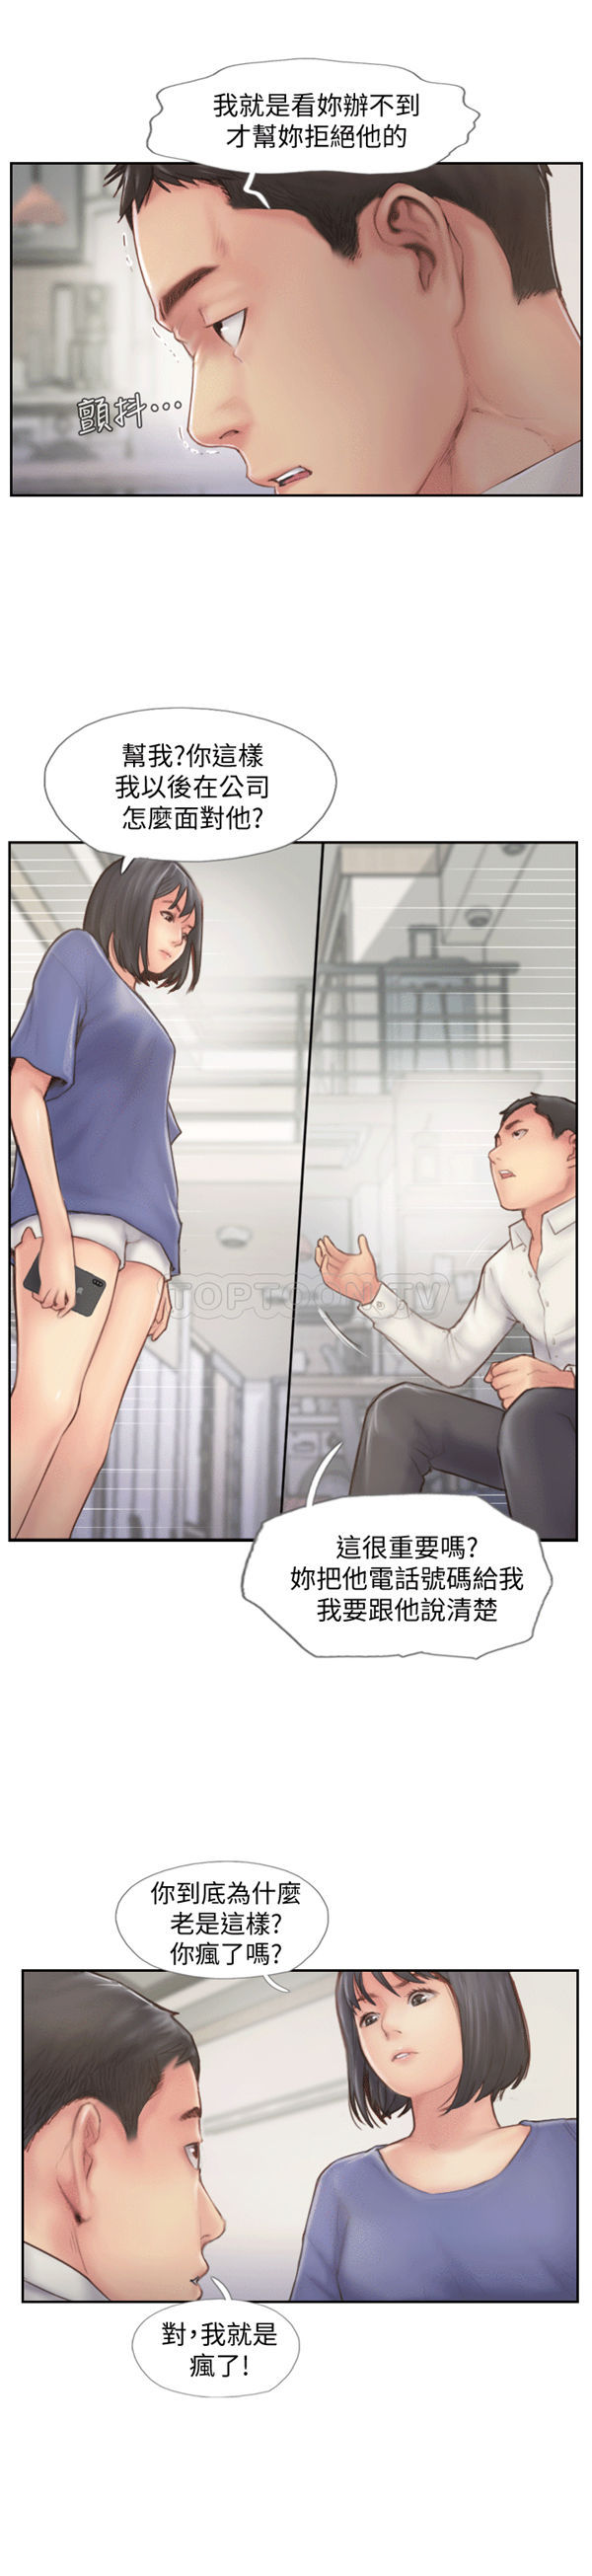 我就是看妳辦不到
才幫妳拒絕他的
顫抖…
幫我?你這樣
我以後在公司
怎麼面對他?
TOPTOON.TV
這很重要嗎?
妳把他電話號碼給我
我要跟他說清楚
你到底為什麼
老是這樣?
你瘋了嗎?
對,我就是
瘋了!